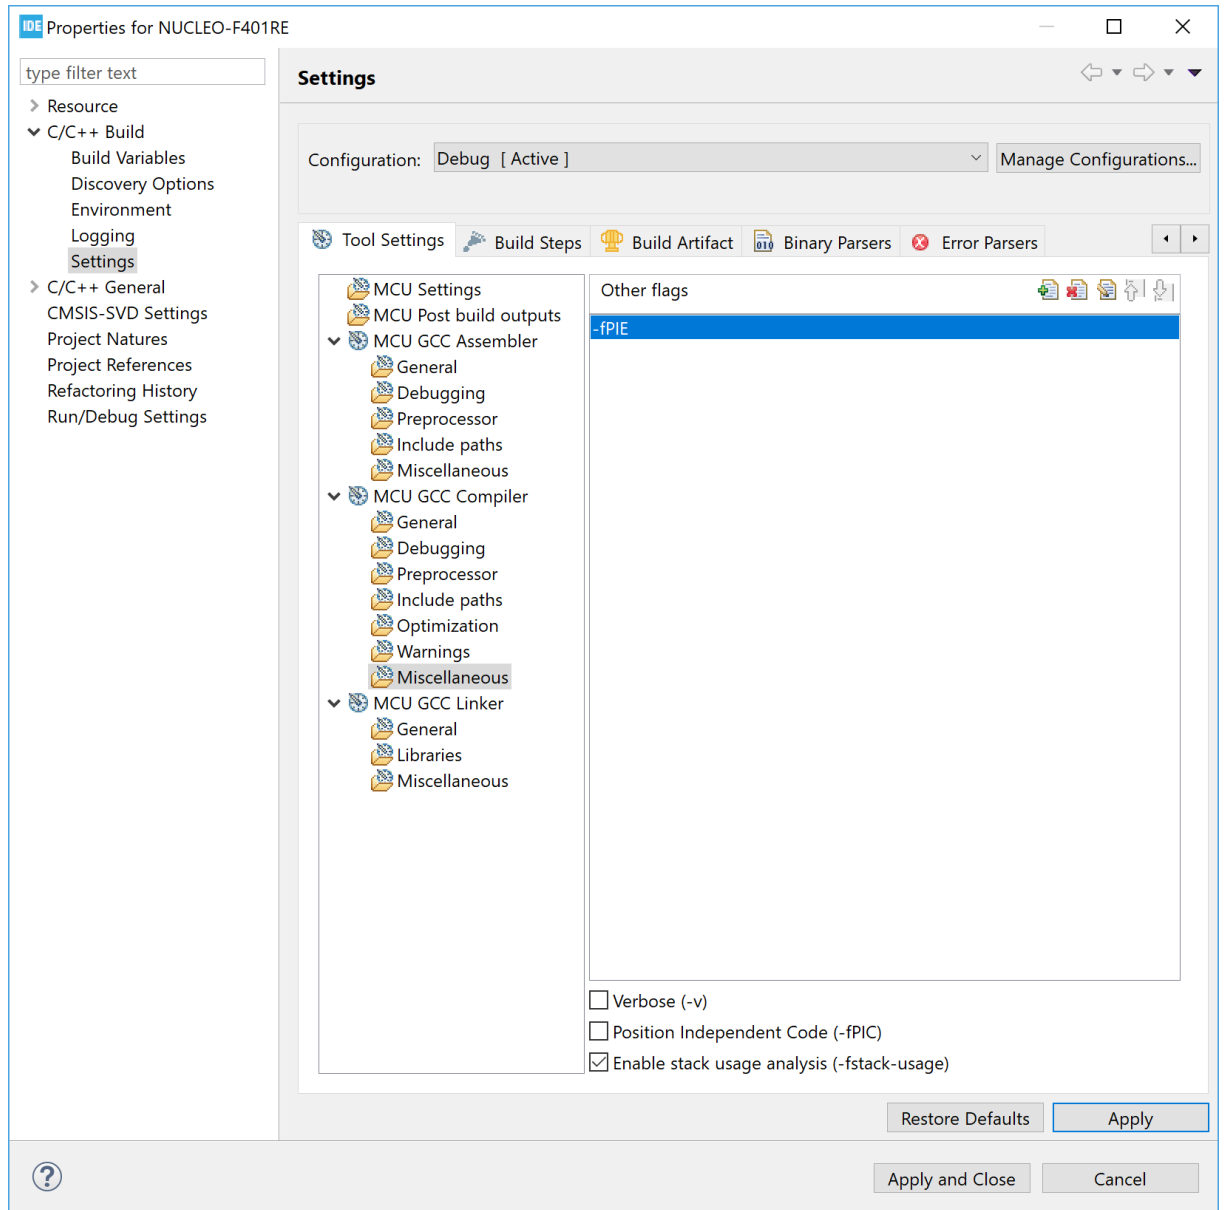 IDE Properties for NUCLEO-F401RE
type filter text
Resource
C/C++ Build
Build Variables
Discovery Options
Environment
Logging
Settings
C/C++ General
CMSIS-SVD Settings
Project Natures
Project References
Refactoring History
Run/Debug Settings
Settings
Configuration: Debug [ Active ] Manage Configurations...
Tool Settings Build Steps Build Artifact Binary Parsers Error Parsers
MCU Settings
MCU Post build outputs
MCU GCC Assembler
General
Debugging
Preprocessor
Include paths
Miscellaneous
MCU GCC Compiler
General
Debugging
Preprocessor
Include paths
Optimization
Warnings
Miscellaneous
MCU GCC Linker
General
Libraries
Miscellaneous
Other flags
-fPIE
Verbose (-v)
Position Independent Code (-fPIC)
Enable stack usage analysis (-fstack-usage)
Restore Defaults Apply
? Apply and Close Cancel